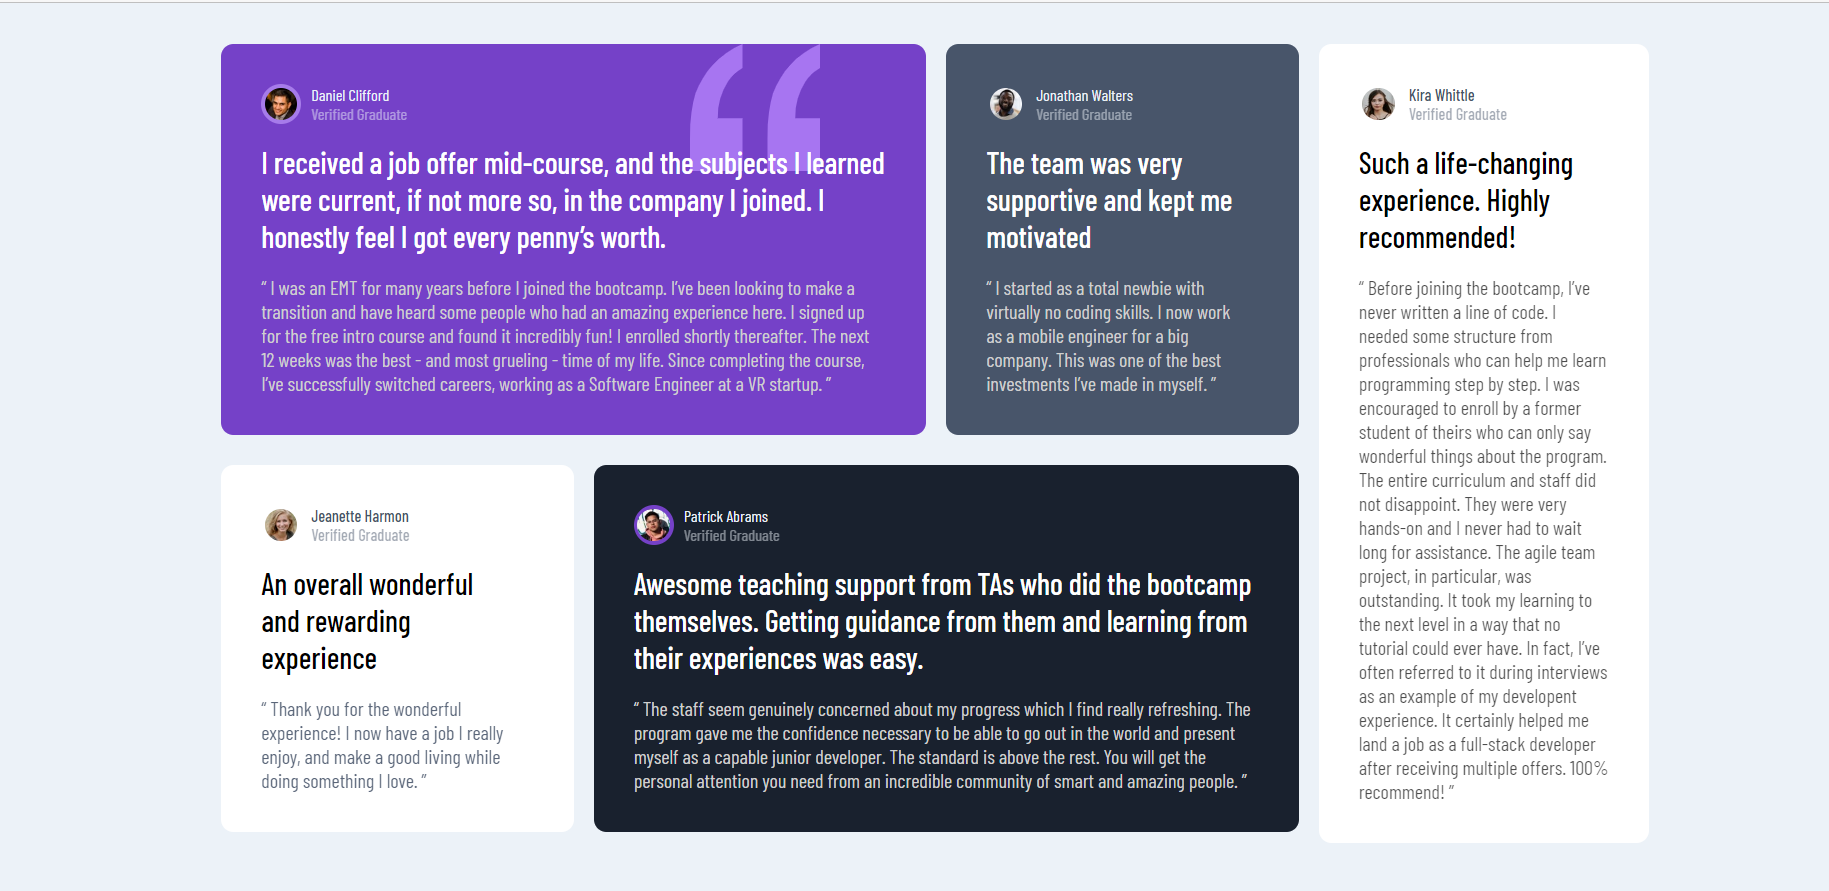 Daniel Clifford
Verified Graduate
I received a job offer mid-course, and the subjects I learned
were current, if not more so, in the company I joined. I
honestly feel I got every penny’s worth.
“ I was an EMT for many years before I joined the bootcamp. I’ve been looking to make a
transition and have heard some people who had an amazing experience here. I signed up
for the free intro course and found it incredibly fun! I enrolled shortly thereafter. The next
12 weeks was the best - and most grueling - time of my life. Since completing the course,
I’ve successfully switched careers, working as a Software Engineer at a VR startup. ”
Jonathan Walters
Verified Graduate
The team was very
supportive and kept me
motivated
“ I started as a total newbie with
virtually no coding skills. I now work
as a mobile engineer for a big
company. This was one of the best
investments I’ve made in myself. ”
Kira Whittle
Verified Graduate
Such a life-changing
experience. Highly
recommended!
“ Before joining the bootcamp, I’ve
never written a line of code. I
needed some structure from
professionals who can help me learn
programming step by step. I was
encouraged to enroll by a former
student of theirs who can only say
wonderful things about the program.
The entire curriculum and staff did
not disappoint. They were very
hands-on and I never had to wait
long for assistance. The agile team
project, in particular, was
outstanding. It took my learning to
the next level in a way that no
tutorial could ever have. In fact, I’ve
often referred to it during interviews
as an example of my developent
experience. It certainly helped me
land a job as a full-stack developer
after receiving multiple offers. 100%
recommend! ”
Jeanette Harmon
Verified Graduate
An overall wonderful
and rewarding
experience
“ Thank you for the wonderful
experience! I now have a job I really
enjoy, and make a good living while
doing something I love. ”
Patrick Abrams
Verified Graduate
Awesome teaching support from TAs who did the bootcamp
themselves. Getting guidance from them and learning from
their experiences was easy.
“ The staff seem genuinely concerned about my progress which I find really refreshing. The
program gave me the confidence necessary to be able to go out in the world and present
myself as a capable junior developer. The standard is above the rest. You will get the
personal attention you need from an incredible community of smart and amazing people. ”